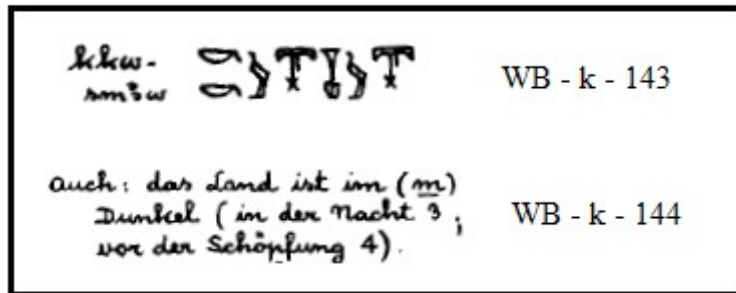 kkw-
smꜣw
WB - k - 143
auch: das Land ist im (m)
Dunkel (in der Nacht 3;
vor der Schöpfung 4).
WB - k - 144